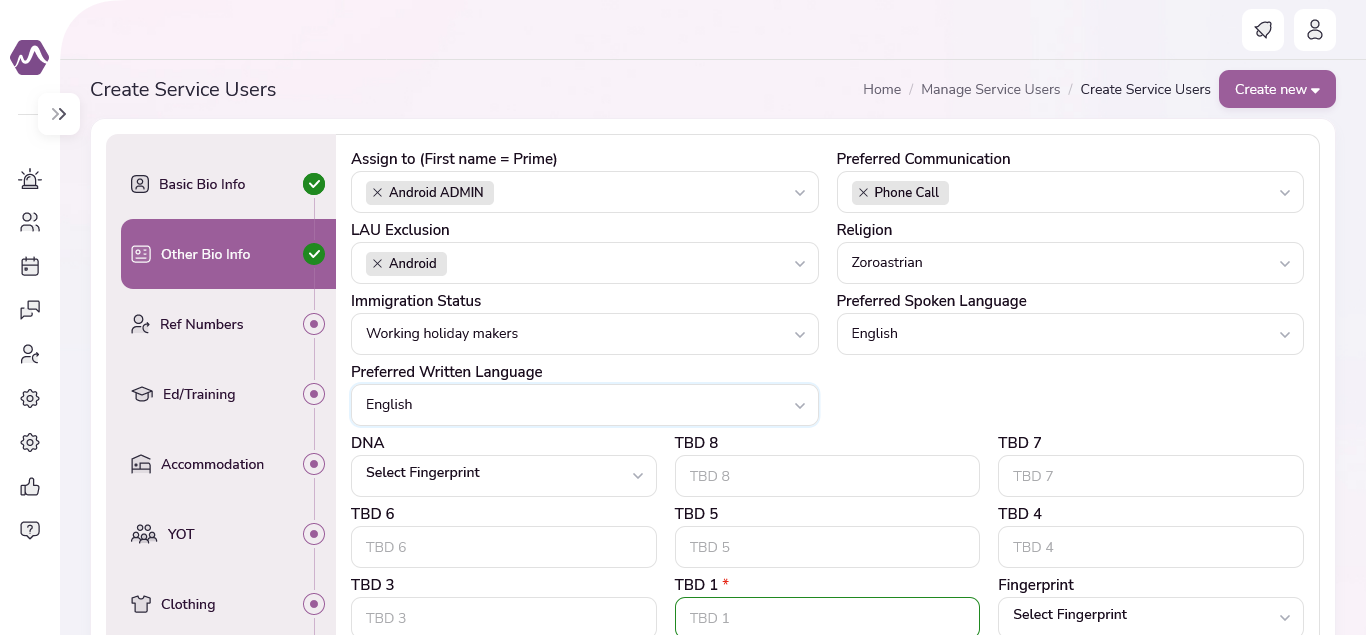 Create Service Users
Home / Manage Service Users / Create Service Users
Create new
Basic Bio Info
Other Bio Info
Ref Numbers
Ed/Training
Accommodation
YOT
Clothing
Assign to (First name = Prime)
Preferred Communication
× Android ADMIN
× Phone Call
LAU Exclusion
Religion
× Android
Zoroastrian
Immigration Status
Preferred Spoken Language
Working holiday makers
English
Preferred Written Language
English
DNA
TBD 8
TBD 7
Select Fingerprint
TBD 8
TBD 7
TBD 6
TBD 5
TBD 4
TBD 6
TBD 5
TBD 4
TBD 3
TBD 1 *
Fingerprint
TBD 3
TBD 1
Select Fingerprint